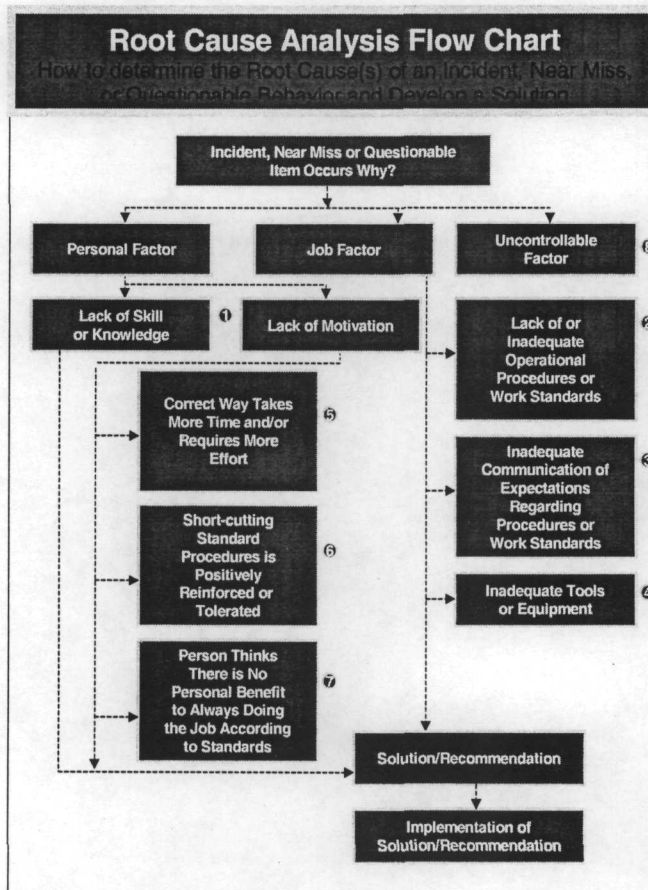 Root Cause Analysis Flow Chart
How to determine the Root Cause(s) of an Incident, Near Miss,
or Questionable Behavior and Develop a Solution
Incident, Near Miss or Questionable
Item Occurs Why?
Personal Factor
Job Factor
Uncontrollable
Factor
Lack of Skill
or Knowledge
1
Lack of Motivation
Lack of or
Inadequate
Operational
Procedures or
Work Standards
2
Correct Way Takes
More Time and/or
Requires More
Effort
5
Inadequate
Communication of
Expectations
Regarding
Procedures or
Work Standards
3
Short-cutting
Standard
Procedures is
Positively
Reinforced or
Tolerated
6
Inadequate Tools
or Equipment
4
Person Thinks
There is No
Personal Benefit
to Always Doing
the Job According
to Standards
7
Solution/Recommendation
Implementation of
Solution/Recommendation